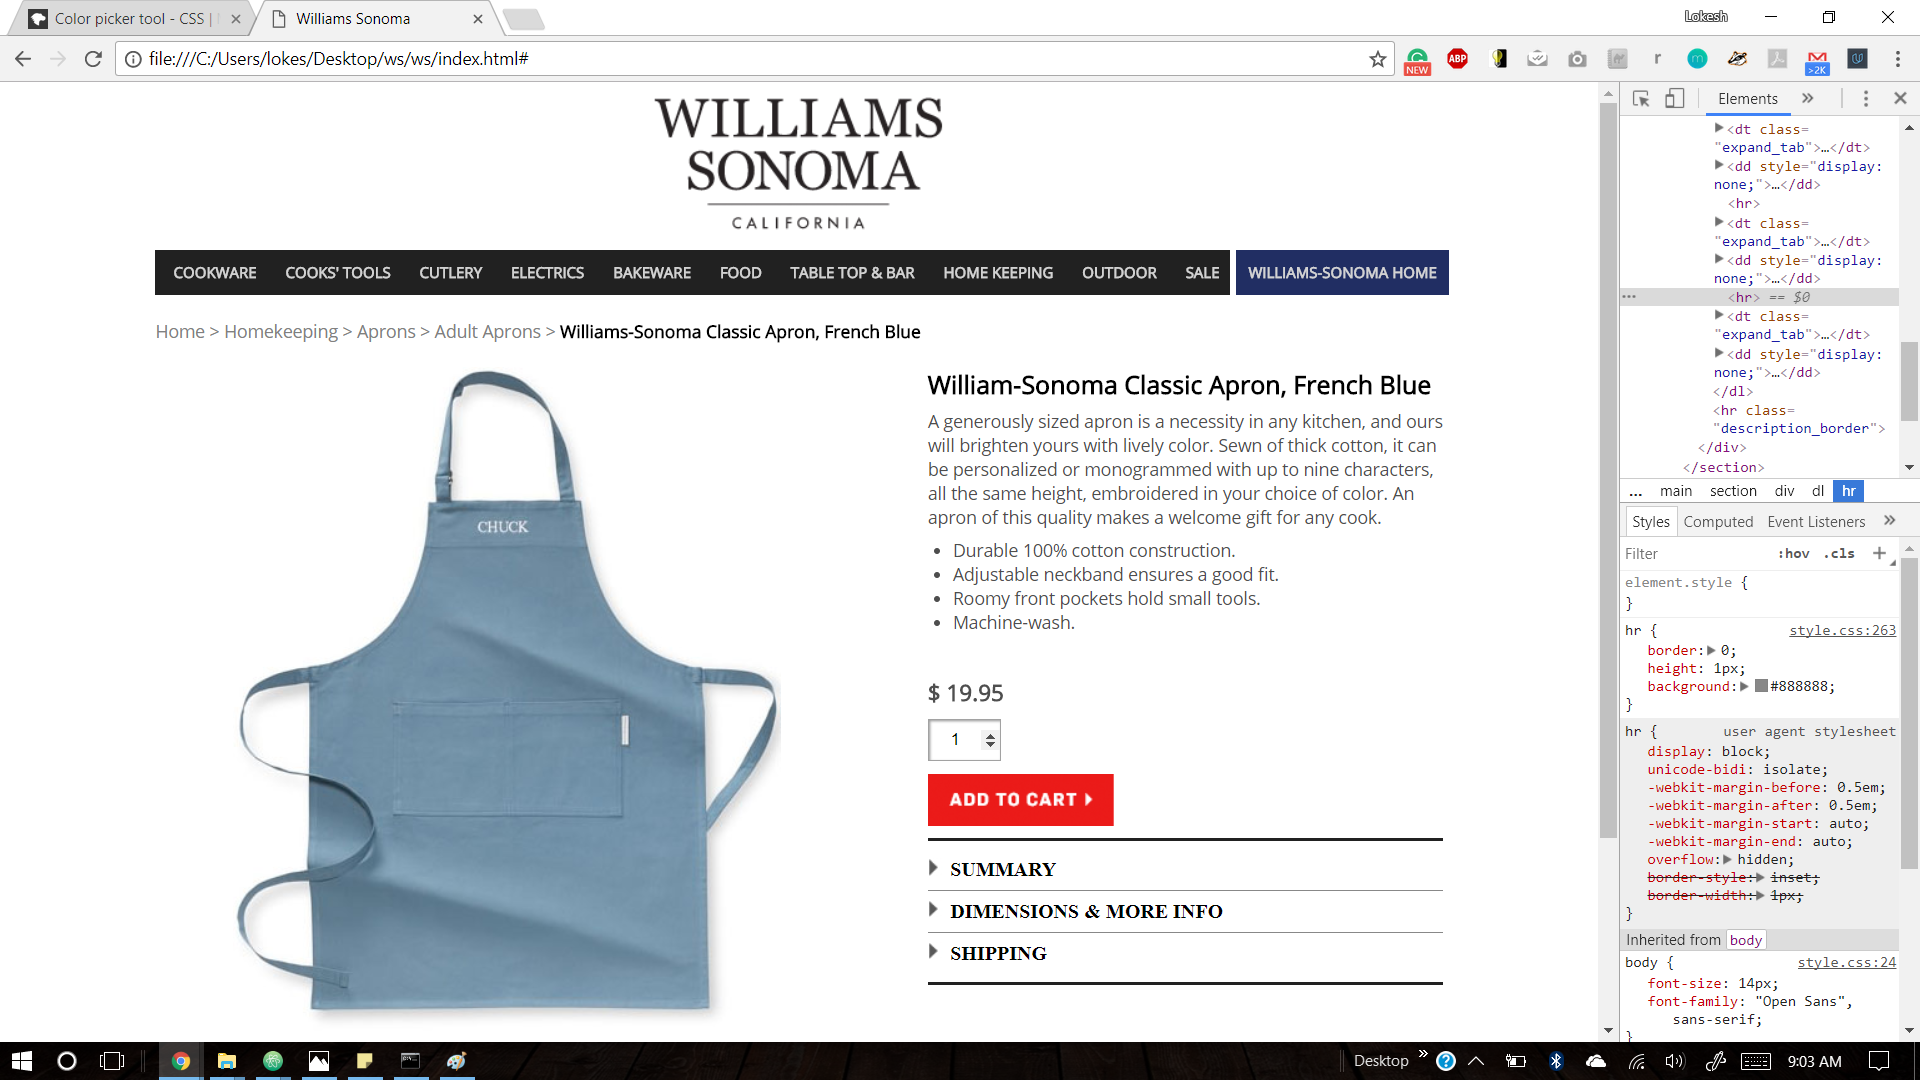 Color picker tool - CSS |
Williams Sonoma
Lokesh
file:///C:/Users/lokes/Desktop/ws/ws/index.html#
NEW
ABP
r
m
>2K
WILLIAMS
SONOMA
CALIFORNIA
COOKWARE COOKS' TOOLS CUTLERY ELECTRICS BAKEWARE FOOD TABLE TOP & BAR HOME KEEPING OUTDOOR SALE WILLIAMS-SONOMA HOME
Home > Homekeeping > Aprons > Adult Aprons > Williams-Sonoma Classic Apron, French Blue
CHUCK
William-Sonoma Classic Apron, French Blue
A generously sized apron is a necessity in any kitchen, and ours
will brighten yours with lively color. Sewn of thick cotton, it can
be personalized or monogrammed with up to nine characters,
all the same height, embroidered in your choice of color. An
apron of this quality makes a welcome gift for any cook.
• Durable 100% cotton construction.
• Adjustable neckband ensures a good fit.
• Roomy front pockets hold small tools.
• Machine-wash.
$ 19.95
1
ADD TO CART
SUMMARY
DIMENSIONS & MORE INFO
SHIPPING
Elements »
<dt class=
"expand_tab">…</dt>
<dd style="display:
none;">…</dd>
<hr>
<dt class=
"expand_tab">…</dt>
<dd style="display:
none;">…</dd>
<hr> == $0
<dt class=
"expand_tab">…</dt>
<dd style="display:
none;">…</dd>
</dl>
<hr class=
"description_border">
</div>
</section>
... main section div dl hr
Styles Computed Event Listeners »
Filter :hov .cls +
element.style {
}
hr { style.css:263
border: 0;
height: 1px;
background: #888888;
}
hr { user agent stylesheet
display: block;
unicode-bidi: isolate;
-webkit-margin-before: 0.5em;
-webkit-margin-after: 0.5em;
-webkit-margin-start: auto;
-webkit-margin-end: auto;
overflow: hidden;
border-style: inset;
border-width: 1px;
}
Inherited from body
body { style.css:24
font-size: 14px;
font-family: "Open Sans",
sans-serif;
}
Desktop » 9:03 AM